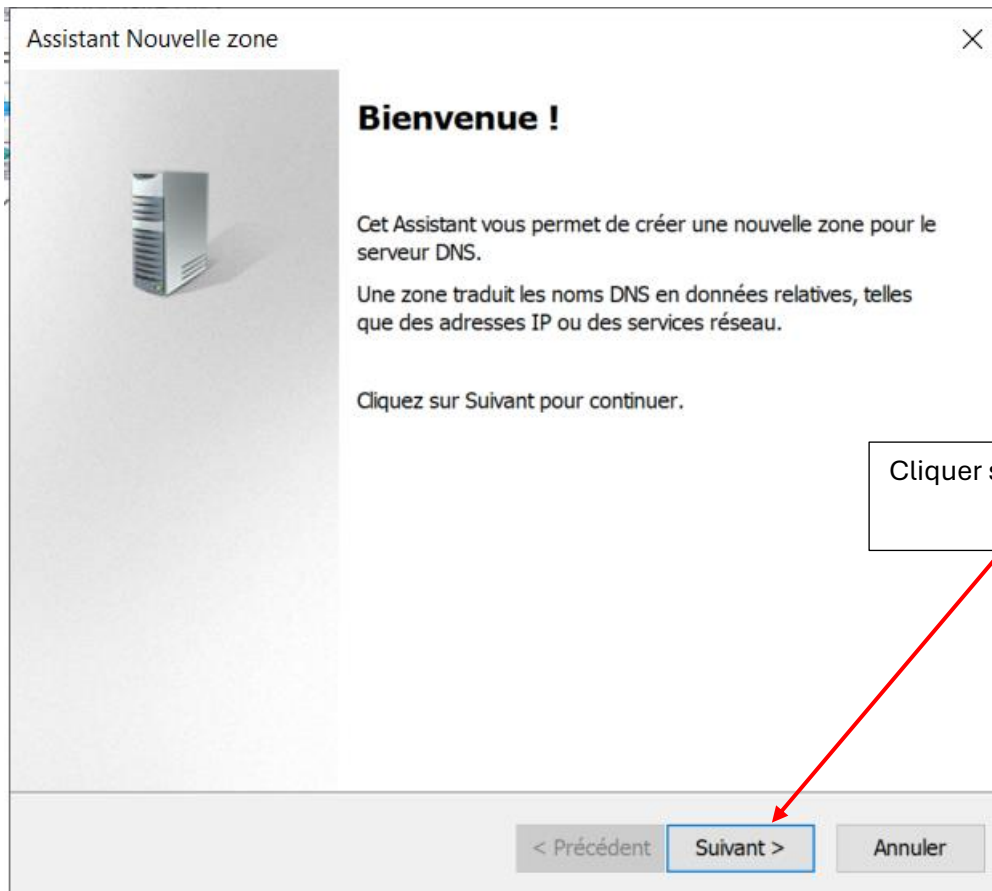 Assistant Nouvelle zone
Bienvenue !
Cet Assistant vous permet de créer une nouvelle zone pour le
serveur DNS.
Une zone traduit les noms DNS en données relatives, telles
que des adresses IP ou des services réseau.
Cliquez sur Suivant pour continuer.
Cliquer
< Précédent
Suivant >
Annuler